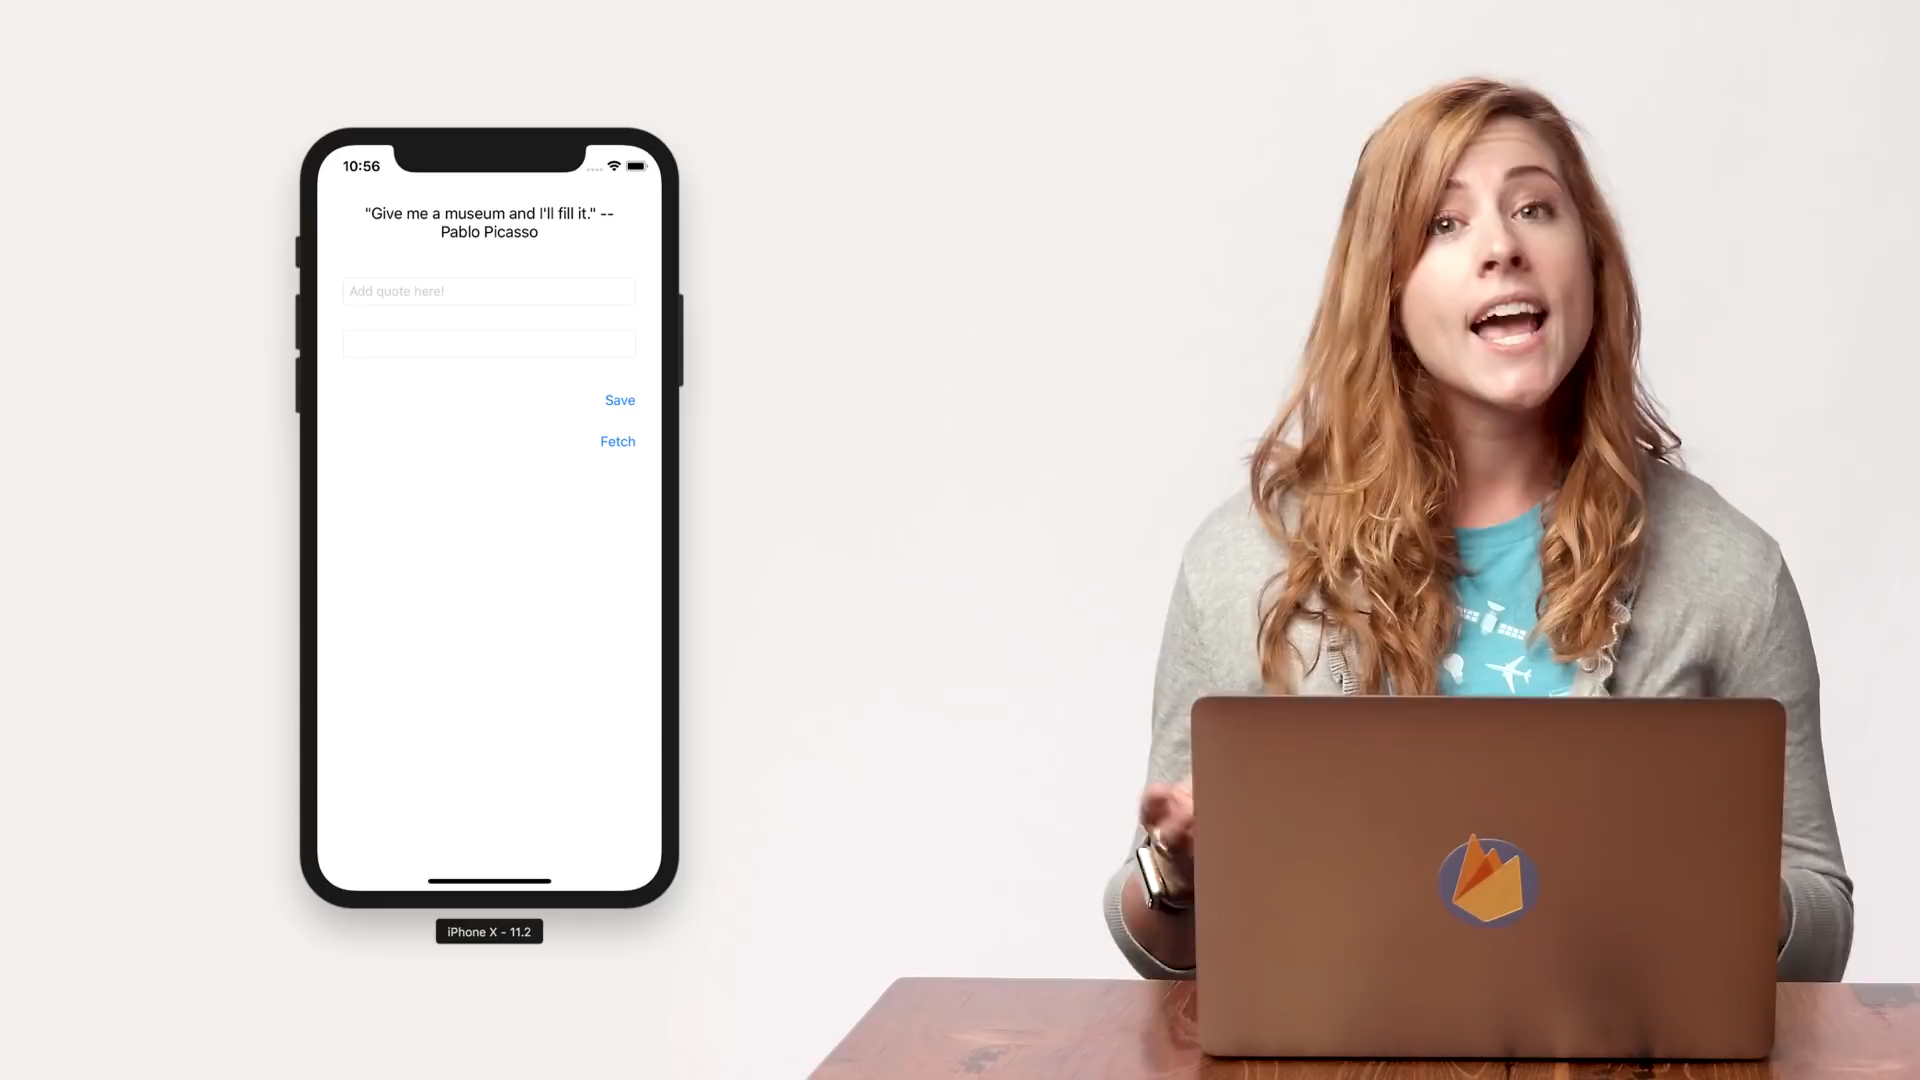 10:56
"Give me a museum and I'll fill it." --
Pablo Picasso
Add quote here!
Save
Fetch
iPhone X - 11.2